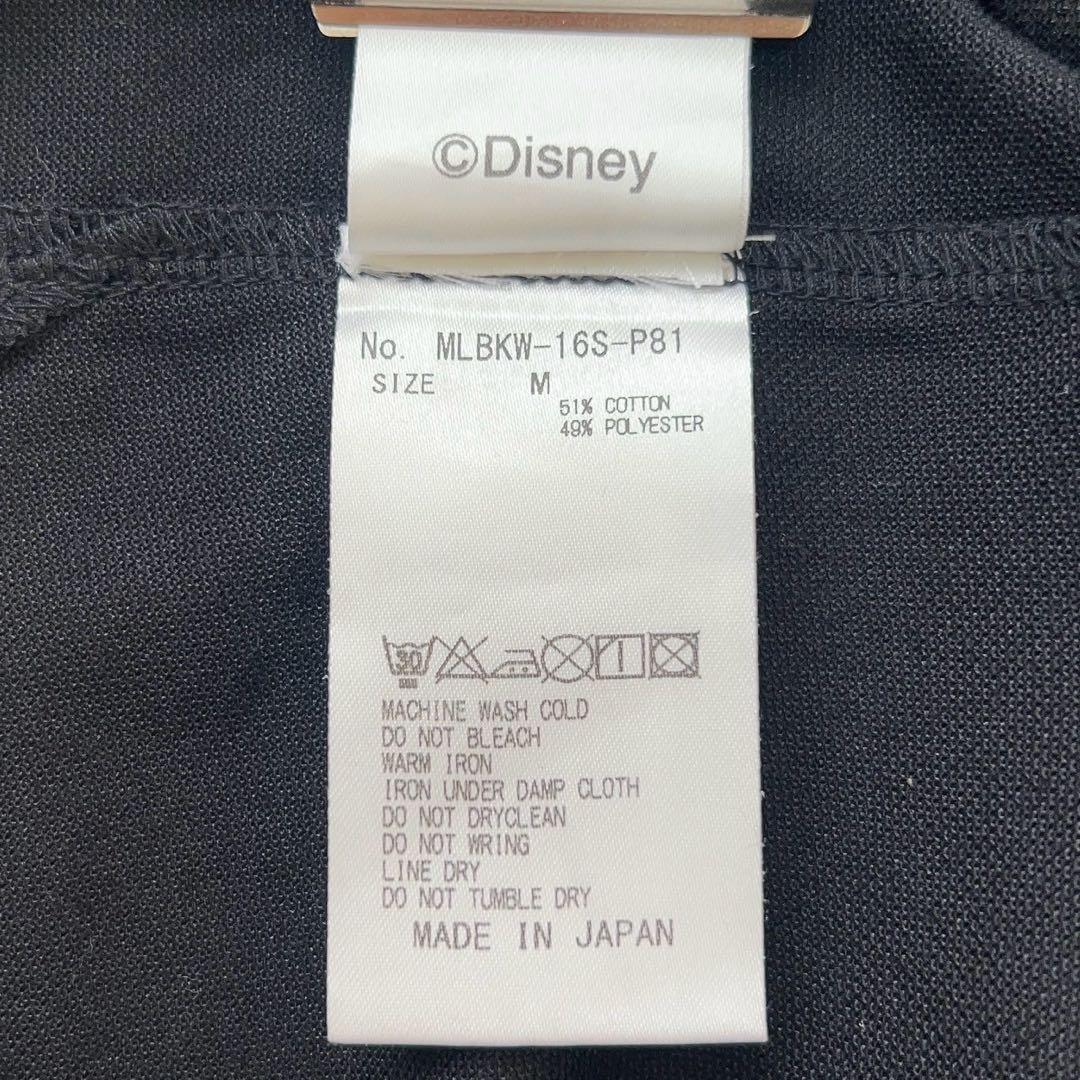 ©Disney
No. MLBKW-16S-P81
SIZE M
51% COTTON
49% POLYESTER
30
MACHINE WASH COLD
DO NOT BLEACH
WARM IRON
IRON UNDER DAMP CLOTH
DO NOT DRYCLEAN
DO NOT WRING
LINE DRY
DO NOT TUMBLE DRY
MADE IN JAPAN